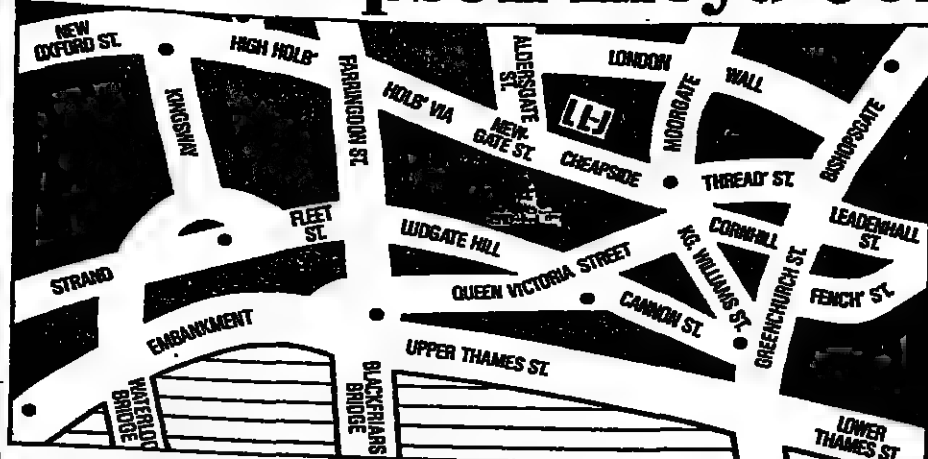 NEW
OXFORD ST.
HIGH HOLB'
KINGSWAY
FARRINGDON ST.
HOLB' VIA
ALDERSGATE
ST.
NEW-
GATE ST.
CHEAPSIDE
LONDON
WALL
MOORGATE
BISHOPSGATE
THREAD' ST.
CORNHILL
LEADENHALL
ST.
FLEET
ST.
LUDGATE HILL
STRAND
QUEEN VICTORIA STREET
KG. WILLIAMS ST.
CANNON ST.
GREENCHURCH ST.
FENCH' ST.
EMBANKMENT
UPPER THAMES ST.
WATERLOO
BRIDGE
BLACKFRIARS
BRIDGE
LOWER
THAMES ST.